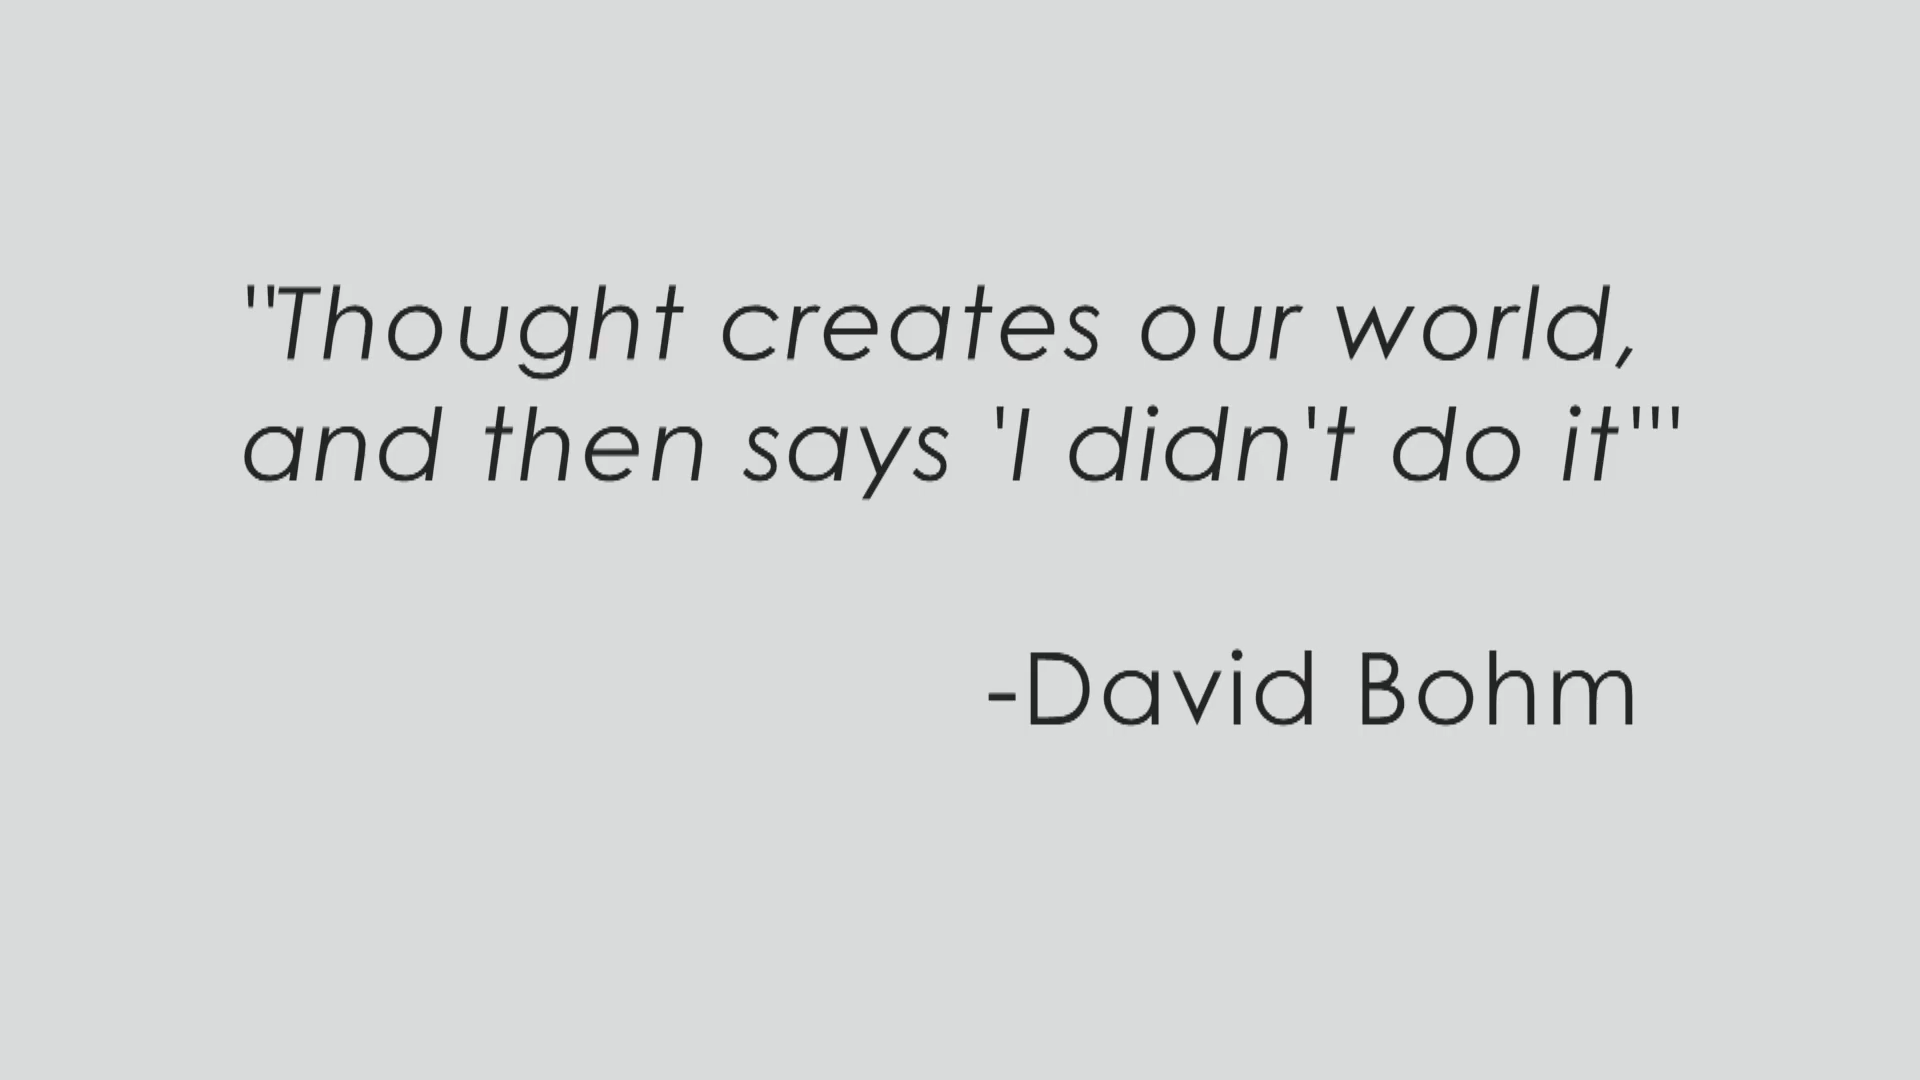 "Thought creates our world,
and then says 'I didn't do it'"
-David Bohm